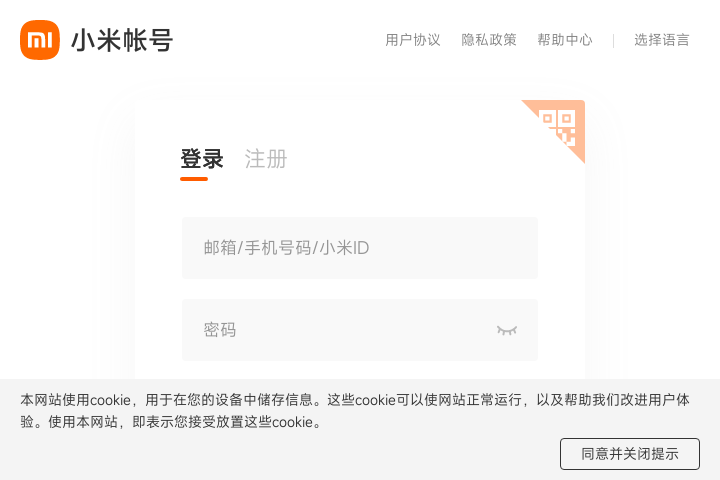 小米帐号
用户协议 隐私政策 帮助中心 | 选择语言
登录 注册
邮箱/手机号码/小米ID
密码
本网站使用cookie，用于在您的设备中储存信息。这些cookie可以使网站正常运行，以及帮助我们改进用户体
验。使用本网站，即表示您接受放置这些cookie。
同意并关闭提示